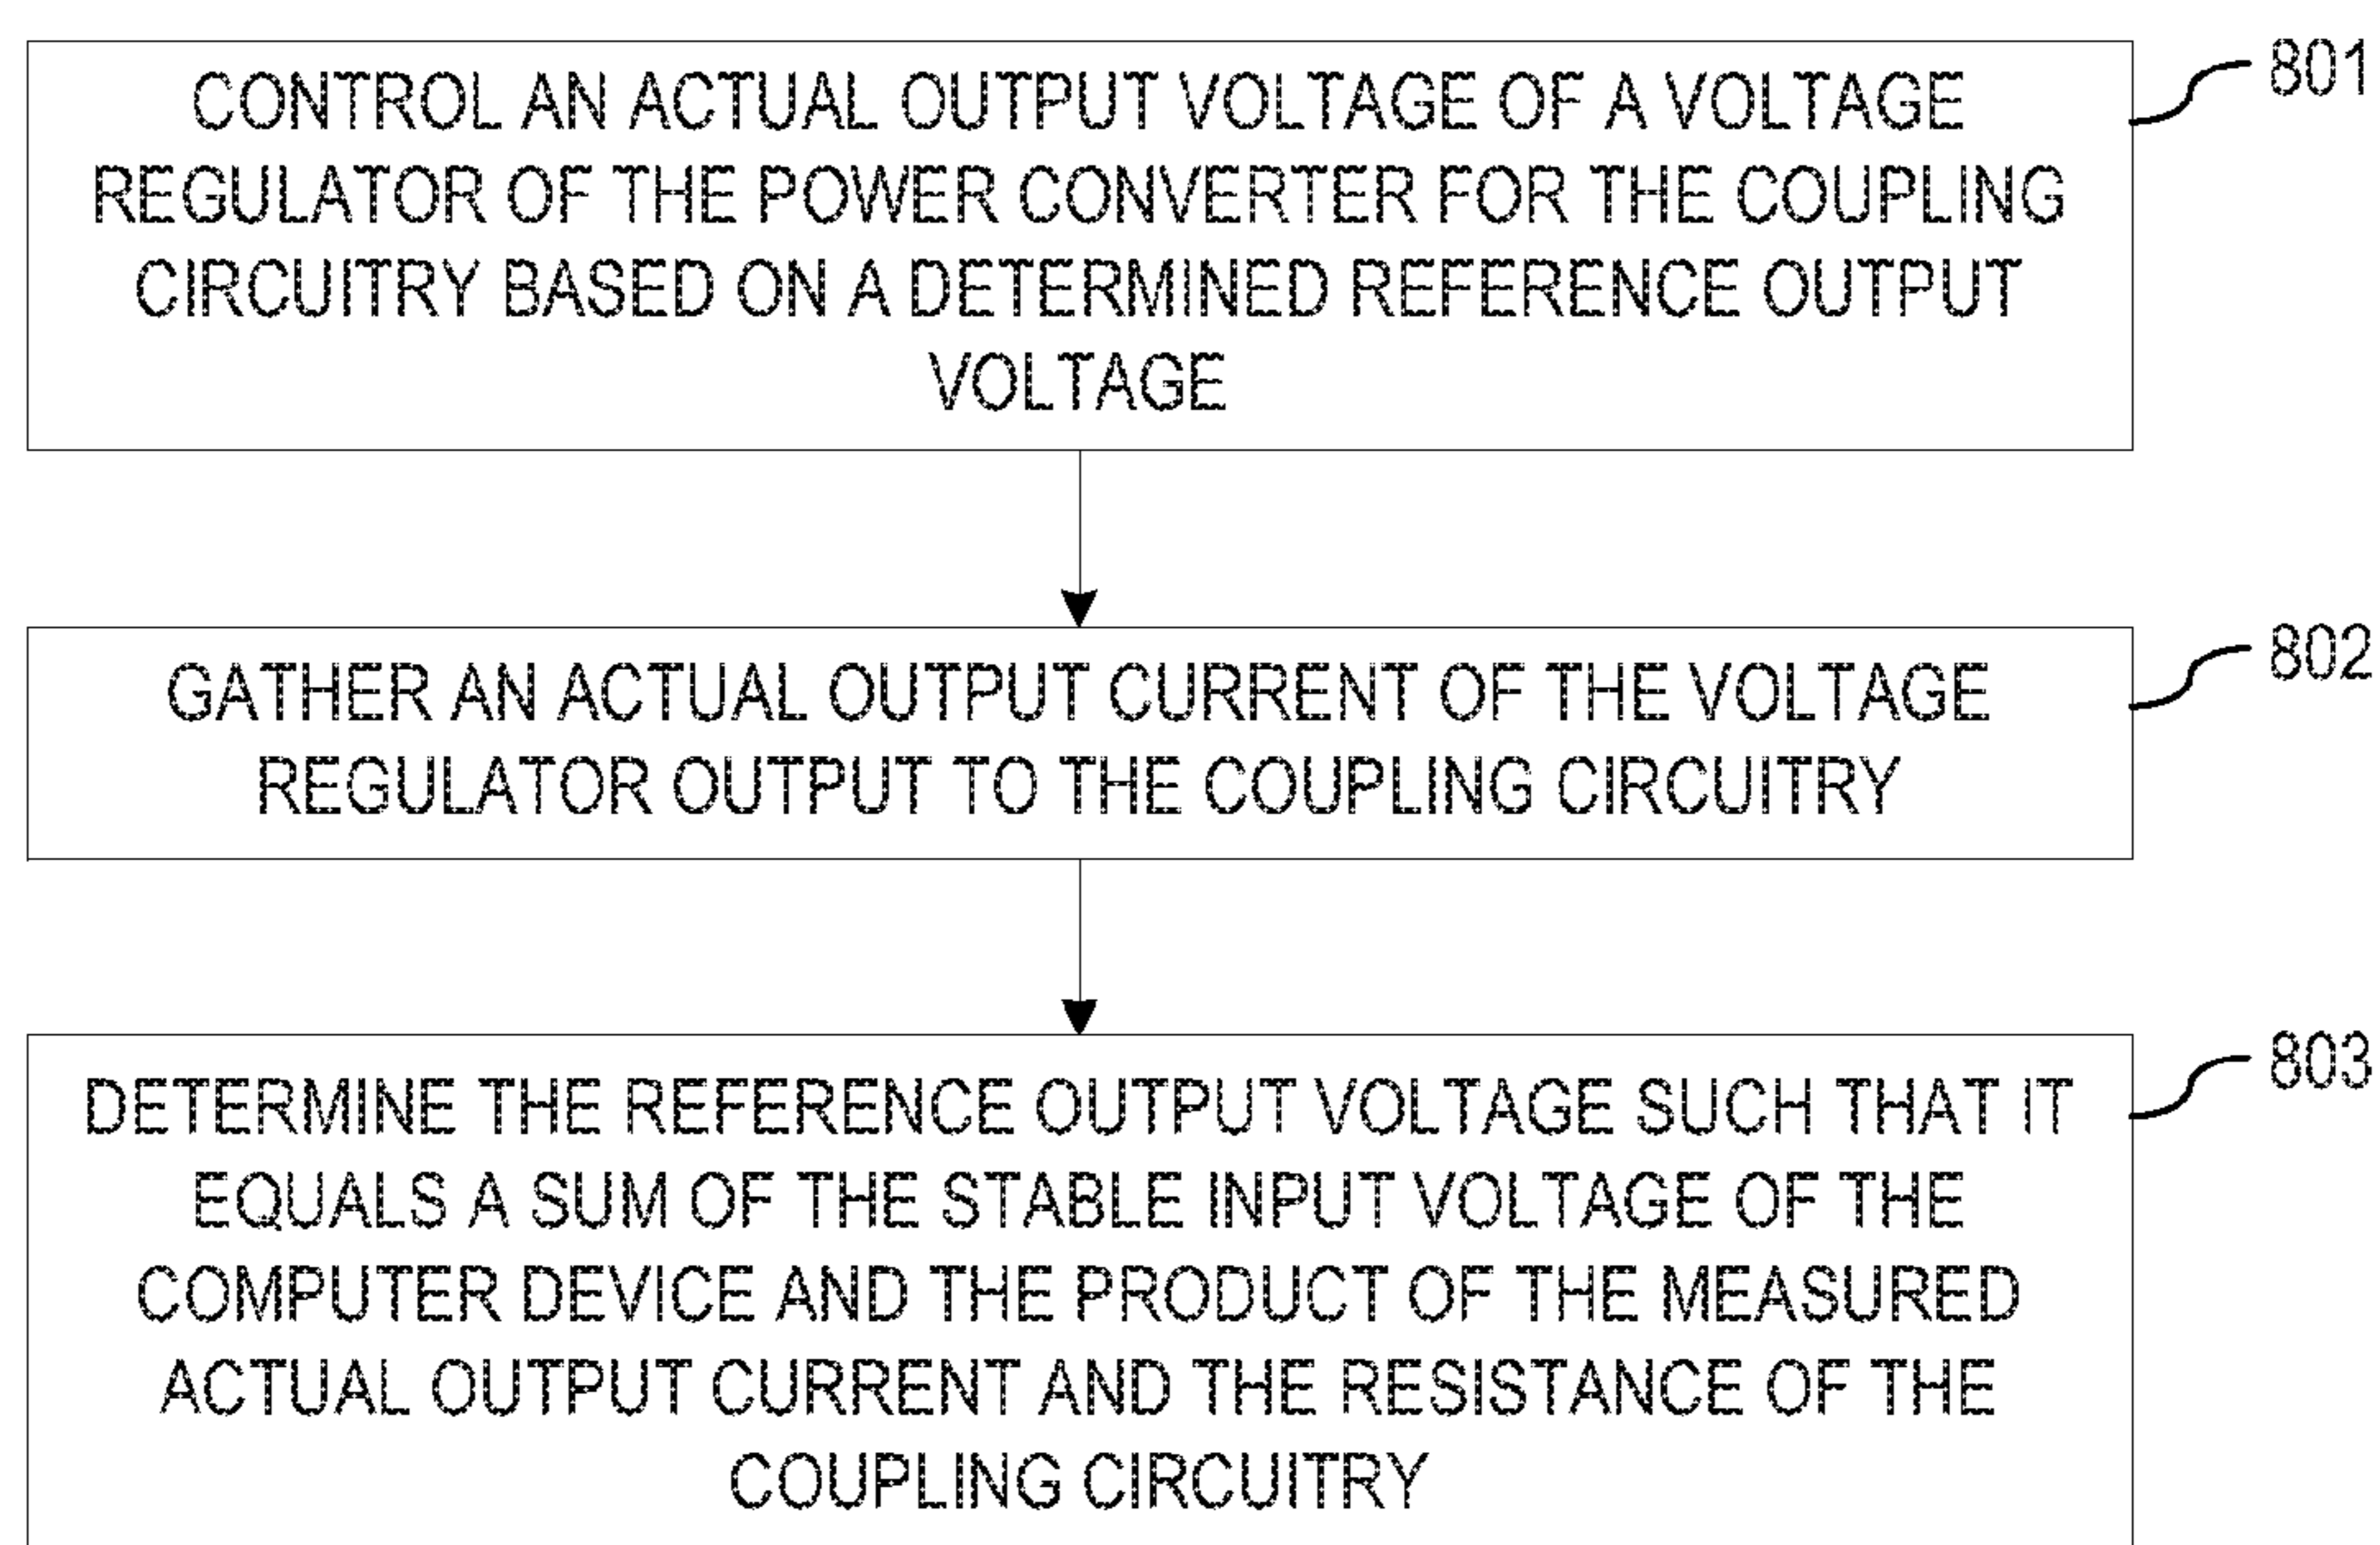 CONTROL AN ACTUAL OUTPUT VOLTAGE OF A VOLTAGE
REGULATOR OF THE POWER CONVERTER FOR THE COUPLING
CIRCUITRY BASED ON A DETERMINED REFERENCE OUTPUT
VOLTAGE
801
GATHER AN ACTUAL OUTPUT CURRENT OF THE VOLTAGE
REGULATOR OUTPUT TO THE COUPLING CIRCUITRY
802
DETERMINE THE REFERENCE OUTPUT VOLTAGE SUCH THAT IT
EQUALS A SUM OF THE STABLE INPUT VOLTAGE OF THE
COMPUTER DEVICE AND THE PRODUCT OF THE MEASURED
ACTUAL OUTPUT CURRENT AND THE RESISTANCE OF THE
COUPLING CIRCUITRY
803